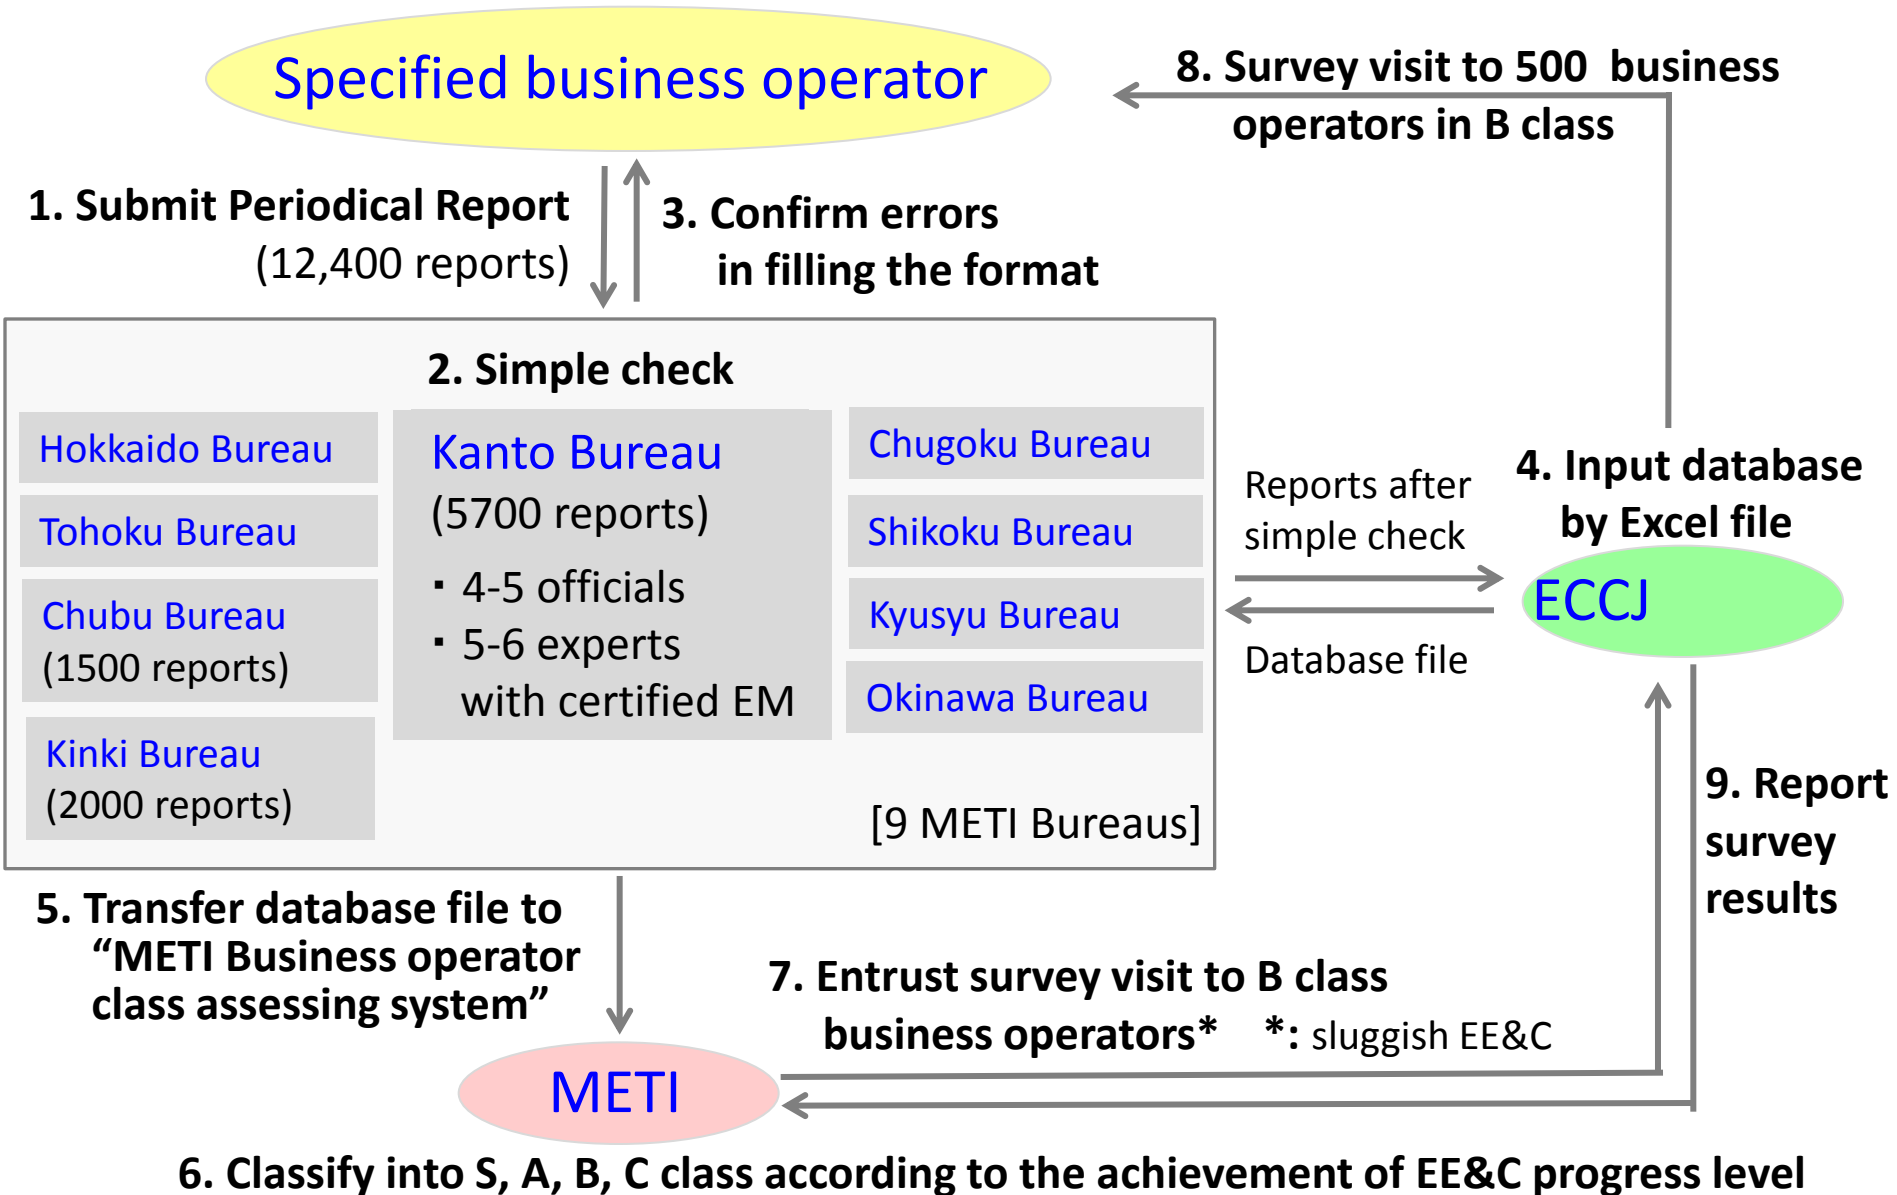 Specified business operator
8. Survey visit to 500 business
operators in B class
1. Submit Periodical Report
(12,400 reports)
3. Confirm errors
in filling the format
2. Simple check
Hokkaido Bureau
Tohoku Bureau
Chubu Bureau
(1500 reports)
Kinki Bureau
(2000 reports)
Kanto Bureau
(5700 reports)
・4-5 officials
・5-6 experts
with certified EM
Chugoku Bureau
Shikoku Bureau
Kyusyu Bureau
Okinawa Bureau
[9 METI Bureaus]
Reports after
simple check
Database file
4. Input database
by Excel file
ECCJ
5. Transfer database file to
“METI Business operator
class assessing system”
7. Entrust survey visit to B class
business operators* *: sluggish EE&C
9. Report
survey
results
METI
6. Classify into S, A, B, C class according to the achievement of EE&C progress level